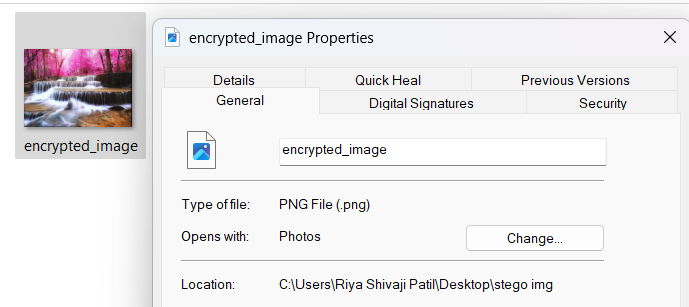 encrypted_image
encrypted_image Properties
Details Quick Heal Previous Versions
General Digital Signatures Security
encrypted_image
Type of file: PNG File (.png)
Opens with: Photos Change...
Location: C:\Users\Riya Shivaji Patil\Desktop\stego img